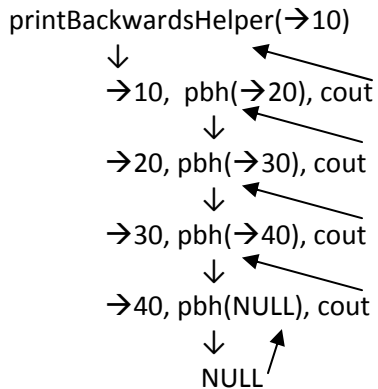 printBackwardsHelper(→10)
↓
→10, pbh(→20), cout
↓
→20, pbh(→30), cout
↓
→30, pbh(→40), cout
↓
→40, pbh(NULL), cout
↓
NULL